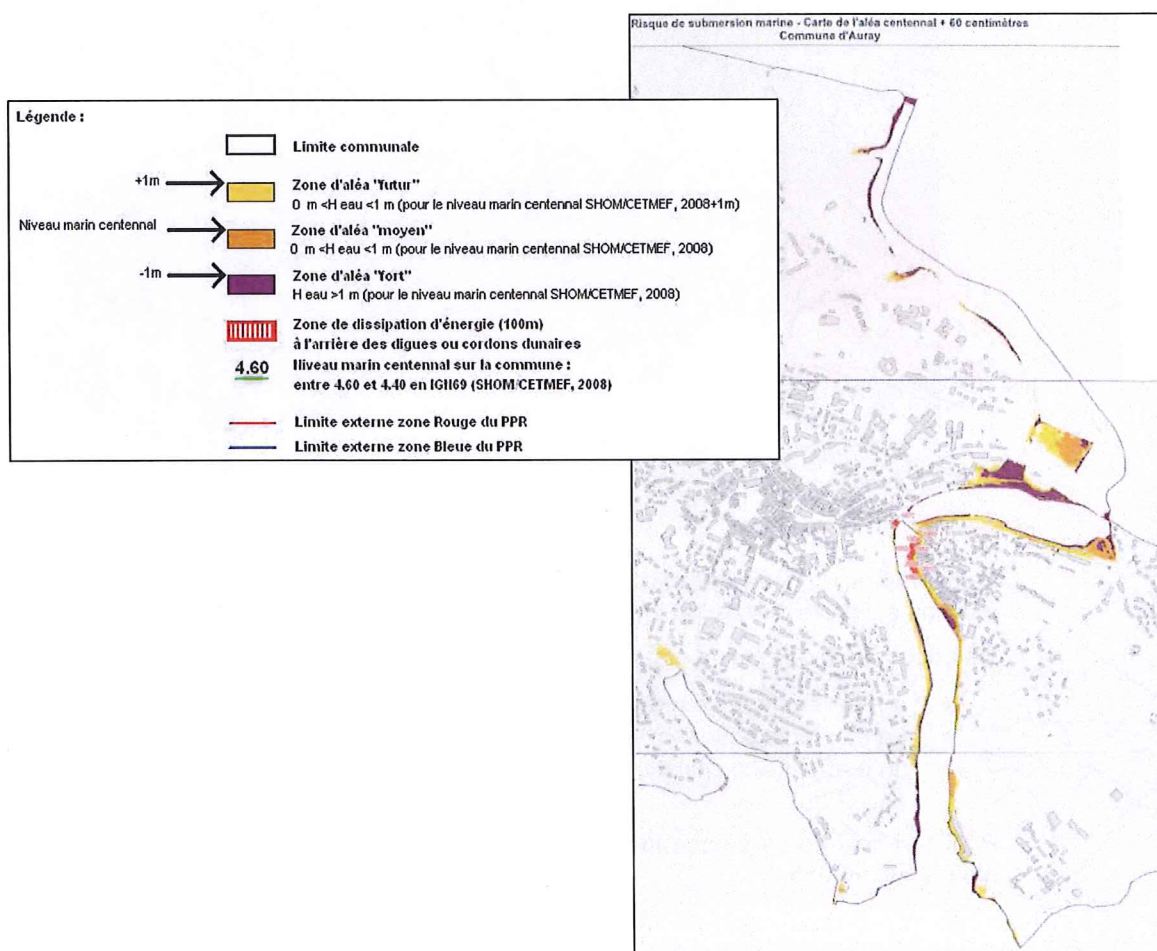 Risque de submersion marine - Carte de l'aléa centennal + 60 centimètres
Commune d'Auray
Légende :
Limite communale
+1m
Zone d'aléa "futur"
0 m <H eau <1 m (pour le niveau marin centennal SHOM/CETMEF, 2008+1m)
Niveau marin centennal
Zone d'aléa "moyen"
0 m <H eau <1 m (pour le niveau marin centennal SHOM/CETMEF, 2008)
-1m
Zone d'aléa "fort"
H eau >1 m (pour le niveau marin centennal SHOM/CETMEF, 2008)
Zone de dissipation d'énergie (100m)
à l'arrière des digues ou cordons dunaires
4.60
Niveau marin centennal sur la commune :
entre 4.60 et 4.40 en IGN69 (SHOM/CETMEF, 2008)
Limite externe zone Rouge du PPR
Limite externe zone Bleue du PPR